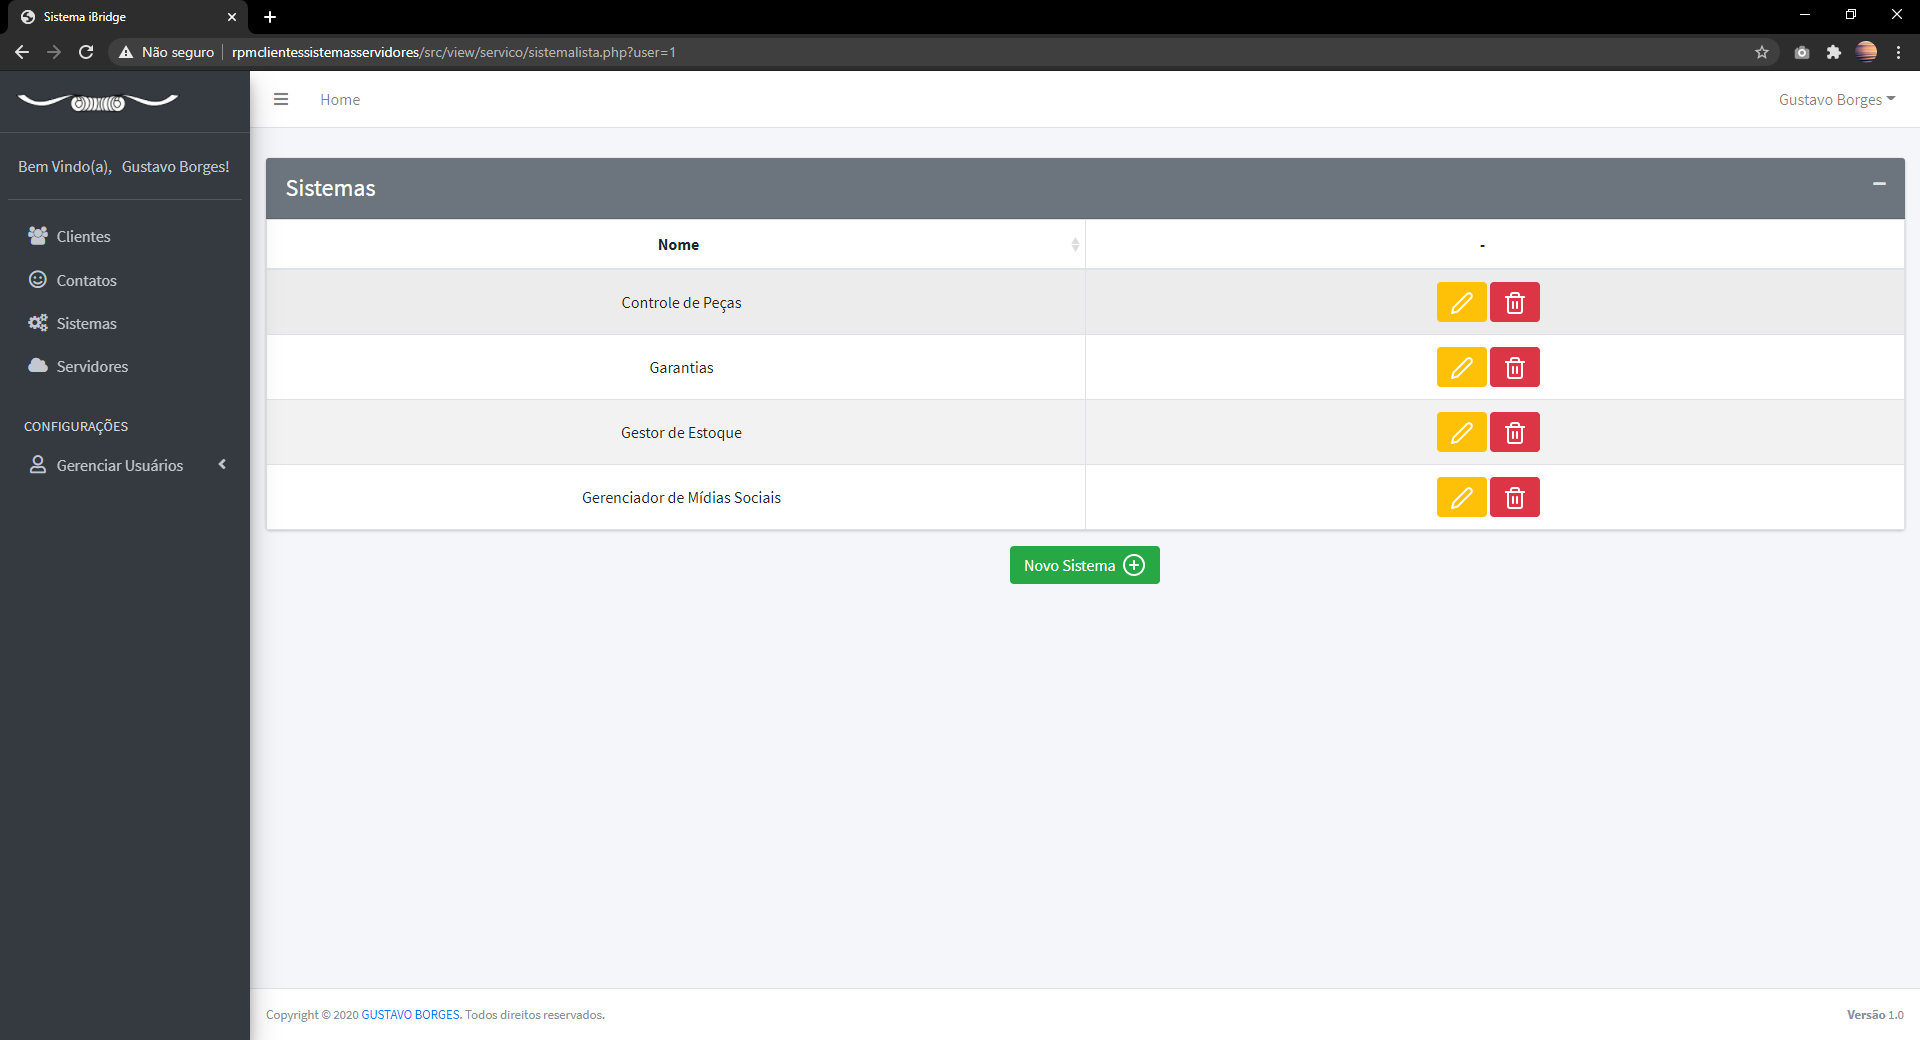 Sistema iBridge
Não seguro
rpmclientessistemasservidores/src/view/servico/sistemalista.php?user=1
Home
Gustavo Borges
Bem Vindo(a), Gustavo Borges!
Clientes
Contatos
Sistemas
Servidores
CONFIGURAÇÕES
Gerenciar Usuários
Sistemas
Nome -
Controle de Peças
Garantias
Gestor de Estoque
Gerenciador de Mídias Sociais
Novo Sistema
Copyright © 2020 GUSTAVO BORGES. Todos direitos reservados.
Versão 1.0